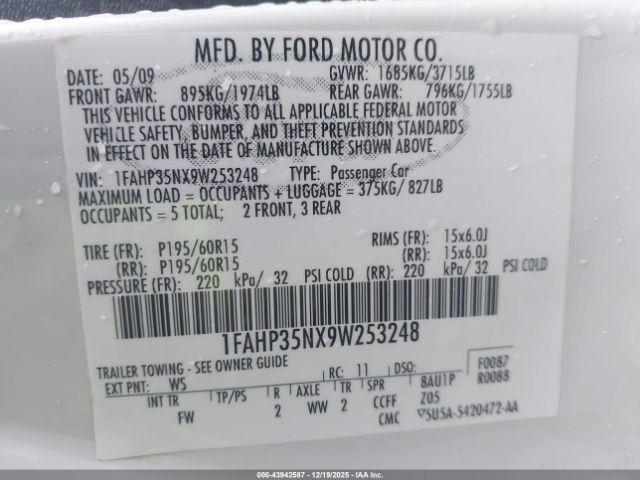 MFD. BY FORD MOTOR CO.
DATE: 05/09 GVWR: 1685KG/3715LB
FRONT GAWR: 895KG/1974LB REAR GAWR: 796KG/1755LB
THIS VEHICLE CONFORMS TO ALL APPLICABLE FEDERAL MOTOR
VEHICLE SAFETY, BUMPER, AND THEFT PREVENTION STANDARDS
IN EFFECT ON THE DATE OF MANUFACTURE SHOWN ABOVE.
VIN: 1FAHP35NX9W253248 TYPE: Passenger Car
MAXIMUM LOAD = OCCUPANTS + LUGGAGE = 375KG/ 827LB
OCCUPANTS = 5 TOTAL; 2 FRONT, 3 REAR
TIRE (FR): P195/60R15 RIMS (FR): 15x6.0J
(RR): P195/60R15 (RR): 15x6.0J
PRESSURE (FR): 220 kPa/ 32 PSI COLD (RR): 220 kPa/ 32 PSI COLD
1FAHP35NX9W253248
TRAILER TOWING - SEE OWNER GUIDE
EXT PNT: WS RC: 11 DSO: F0087
INT TR TP/PS R AXLE TR SPR BAU1P R0088
FW 2 WW 2 CCFF Z05
CMC 5U5A-5420472-AA
000-43942587 - 12/19/2025 - IAA Inc.